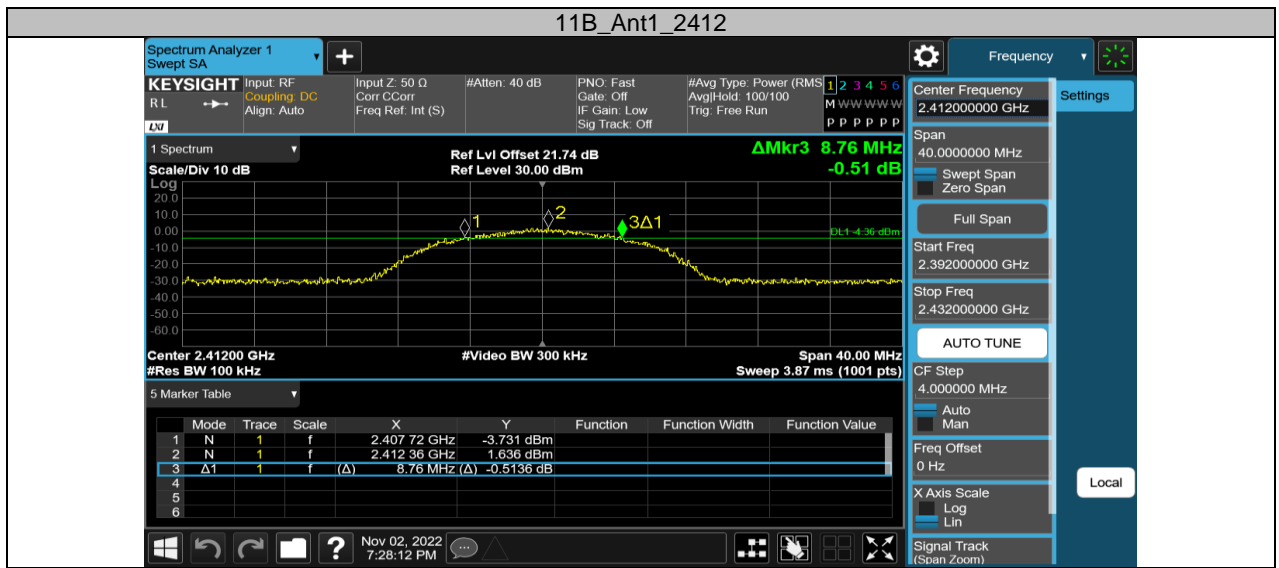 11B_Ant1_2412
Spectrum Analyzer 1
Swept SA
+
Frequency
KEYSIGHT
RL
LXI
Input: RF
Coupling: DC
Align: Auto
Input Z: 50 Ω
Corr CCorr
Freq Ref: Int (S)
#Atten: 40 dB
PNO: Fast
Gate: Off
IF Gain: Low
Sig Track: Off
#Avg Type: Power (RMS
Avg|Hold: 100/100
Trig: Free Run
1 2 3 4 5 6
M W W W W W
P P P P P P
1 Spectrum
Scale/Div 10 dB
Log
Ref Lvl Offset 21.74 dB
Ref Level 30.00 dBm
ΔMkr3 8.76 MHz
-0.51 dB
20.0
10.0
0.00
-10.0
-20.0
-30.0
-40.0
-50.0
-60.0
1
2
3Δ1
DL1 -4.36 dBm
Center 2.41200 GHz
#Res BW 100 kHz
#Video BW 300 kHz
Span 40.00 MHz
Sweep 3.87 ms (1001 pts)
5 Marker Table
Mode Trace Scale X Y Function Function Width Function Value
1 N 1 f 2.407 72 GHz -3.731 dBm
2 N 1 f 2.412 36 GHz 1.636 dBm
3 Δ1 1 f (Δ) 8.76 MHz (Δ) -0.5136 dB
4
5
6
?
Nov 02, 2022
7:28:12 PM
Center Frequency
2.412000000 GHz
Span
40.0000000 MHz
Swept Span
Zero Span
Full Span
Start Freq
2.392000000 GHz
Stop Freq
2.432000000 GHz
AUTO TUNE
CF Step
4.000000 MHz
Auto
Man
Freq Offset
0 Hz
X Axis Scale
Log
Lin
Signal Track
(Span Zoom)
Settings
Local